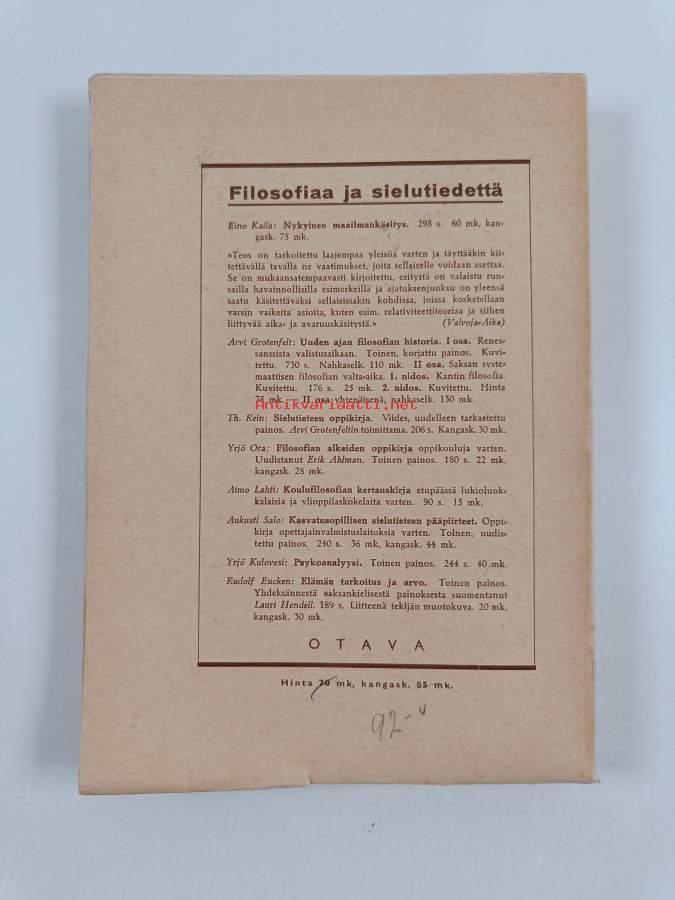 Filosofiaa ja sielutiedettä
Eino Kaila: Nykyinen maailmankäsitys. 298 s. 60 mk, kan-
gask. 75 mk.
»Teos on tarkoitettu laajempaa yleisöä varten ja täyttääkin kii-
tettävällä tavalla ne vaatimukset, joita sellaiselle voidaan asettaa.
Se on mukaansatempaavasti kirjoitettu, esitystä on valaistu run-
sailla havainnollisilla esimerkeillä ja ajatuksenjuoksu on yleensä
saatu käsitettäväksi sellaisissakin kohdissa, joissa kosketellaan
varsin vaikeita asioita, kuten esim. relativiteettiteoriaa ja siihen
liittyvää aika- ja avaruuskäsitystä.» (Valvoja-Aika)
Arvi Grotenfelt: Uuden ajan filosofian historia. I osa. Renes-
sanssista valistusaikaan. Toinen, korjattu painos. Kuvi-
tettu. 730 s. Nahkaselk. 110 mk. II osa. Saksan syste-
maattisen filosofian valta-aika. 1. nidos. Kantin filosofia.
Kuvitettu. 176 s. 25 mk. 2. nidos. Kuvitettu. Hinta
75 mk. II osa yhtenäisenä, nahkaselk. 130 mk.
Antikvariaatti.net
Th. Rein: Sielutieteen oppikirja. Viides, uudelleen tarkastettu
painos. Arvi Grotenfeltin toimittama. 206 s. Kangask. 30 mk.
Yrjö Ora: Filosofian alkeiden oppikirja oppikouluja varten.
Uudistanut Erik Ahlman. Toinen painos. 180 s. 22 mk,
kangask. 28 mk.
Aimo Lahti: Koulufilosofian kertauskirja etupäässä lukioluok-
kalaisia ja ylioppilaskokelaita varten. 90 s. 15 mk.
Aukusti Salo: Kasvatusopillisen sielutieteen pääpiirteet. Oppi-
kirja opettajainvalmistuslaitoksia varten. Toinen, uudis-
tettu painos. 240 s. 36 mk, kangask. 44 mk.
Yrjö Kulovesi: Psykoanalyysi. Toinen painos. 244 s. 40 mk.
Rudolf Eucken: Elämän tarkoitus ja arvo. Toinen painos.
Yhdeksännestä saksankielisestä painoksesta suomentanut
Lauri Hendell. 189 s. Liitteenä tekijän muotokuva. 20 mk,
kangask. 30 mk.
OTAVA
Hinta 70 mk, kangask. 85 mk.
92-